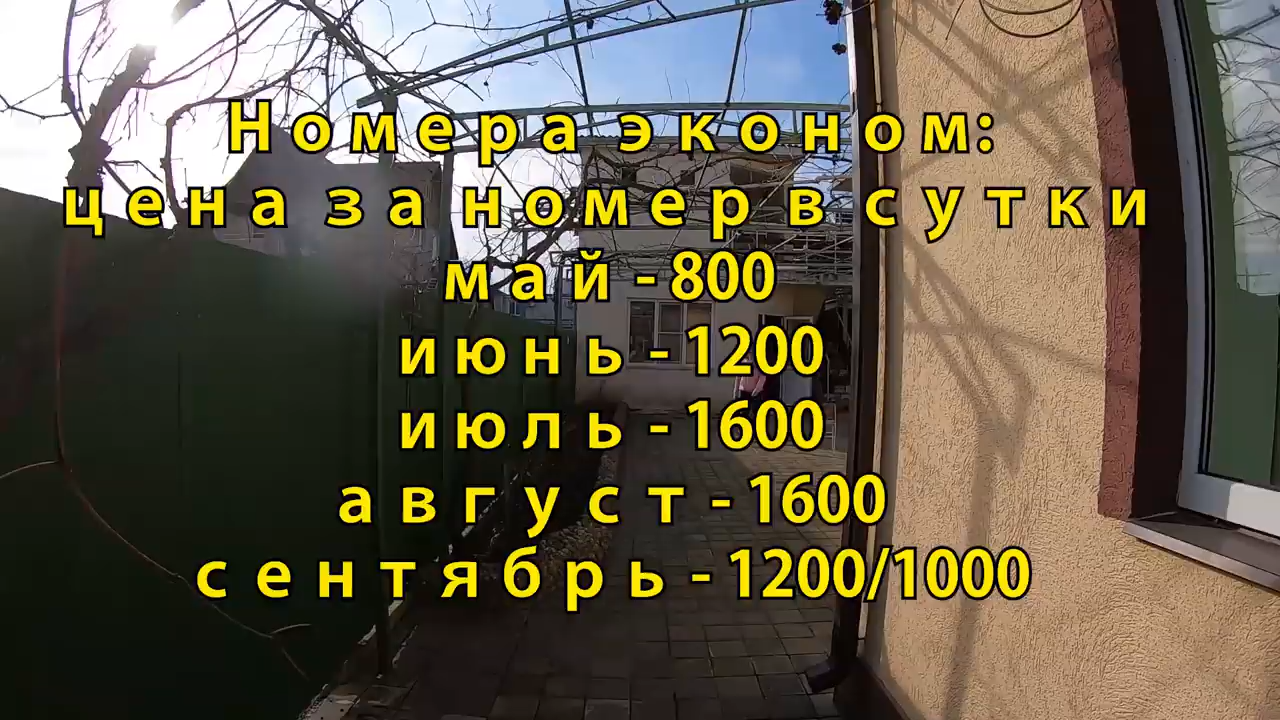 Номера эконом:
цена за номер в сутки
май - 800
июнь - 1200
июль - 1600
август - 1600
сентябрь - 1200/1000